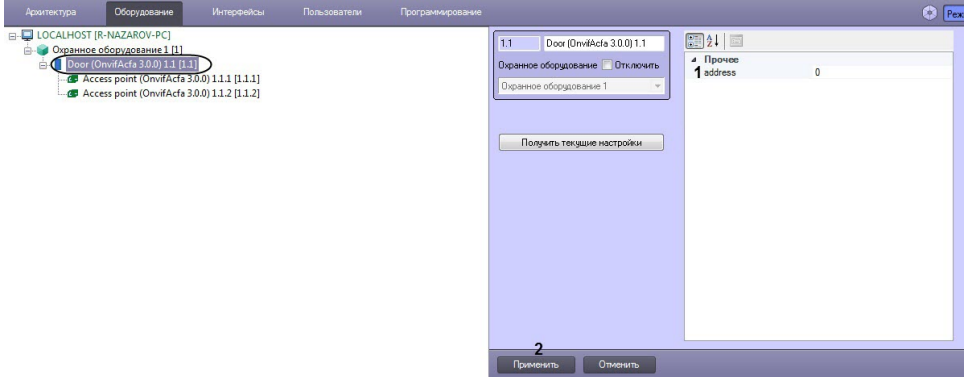 Архитектура Оборудование Интерфейсы Пользователи Программирование
LOCALHOST [R-NAZAROV-PC]
Охранное оборудование 1 [1]
Door (OnvifAcfa 3.0.0) 1.1 [1.1]
Access point (OnvifAcfa 3.0.0) 1.1.1 [1.1.1]
Access point (OnvifAcfa 3.0.0) 1.1.2 [1.1.2]
1.1 Door (OnvifAcfa 3.0.0) 1.1
Охранное оборудование Отключить
Охранное оборудование 1
Получить текущие настройки
Прочее
1 address 0
2
Применить Отменить